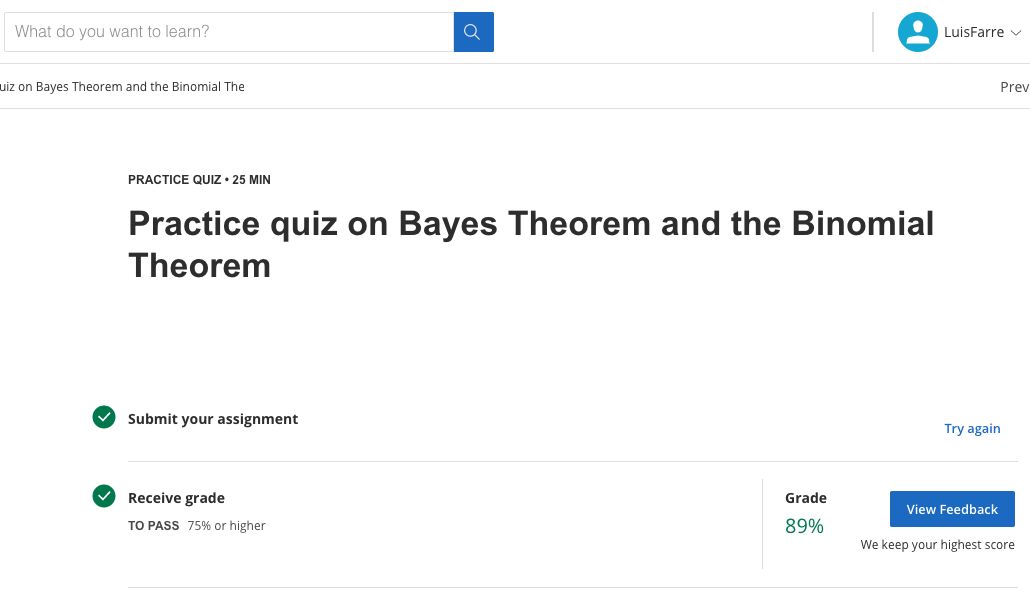 What do you want to learn?
LuisFarre
uiz on Bayes Theorem and the Binomial The
Prev
PRACTICE QUIZ • 25 MIN
Practice quiz on Bayes Theorem and the Binomial
Theorem
Submit your assignment
Try again
Receive grade
TO PASS 75% or higher
Grade
89%
View Feedback
We keep your highest score